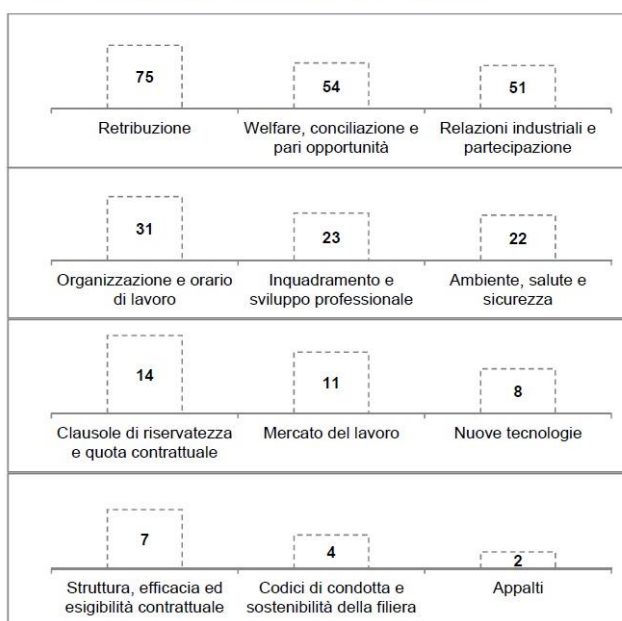 75 54 51
Retribuzione Welfare, conciliazione e pari opportunità Relazioni industriali e partecipazione
31 23 22
Organizzazione e orario di lavoro Inquadramento e sviluppo professionale Ambiente, salute e sicurezza
14 11 8
Clausole di riservatezza e quota contrattuale Mercato del lavoro Nuove tecnologie
7 4 2
Struttura, efficacia ed esigibilità contrattuale Codici di condotta e sostenibilità della filiera Appalti